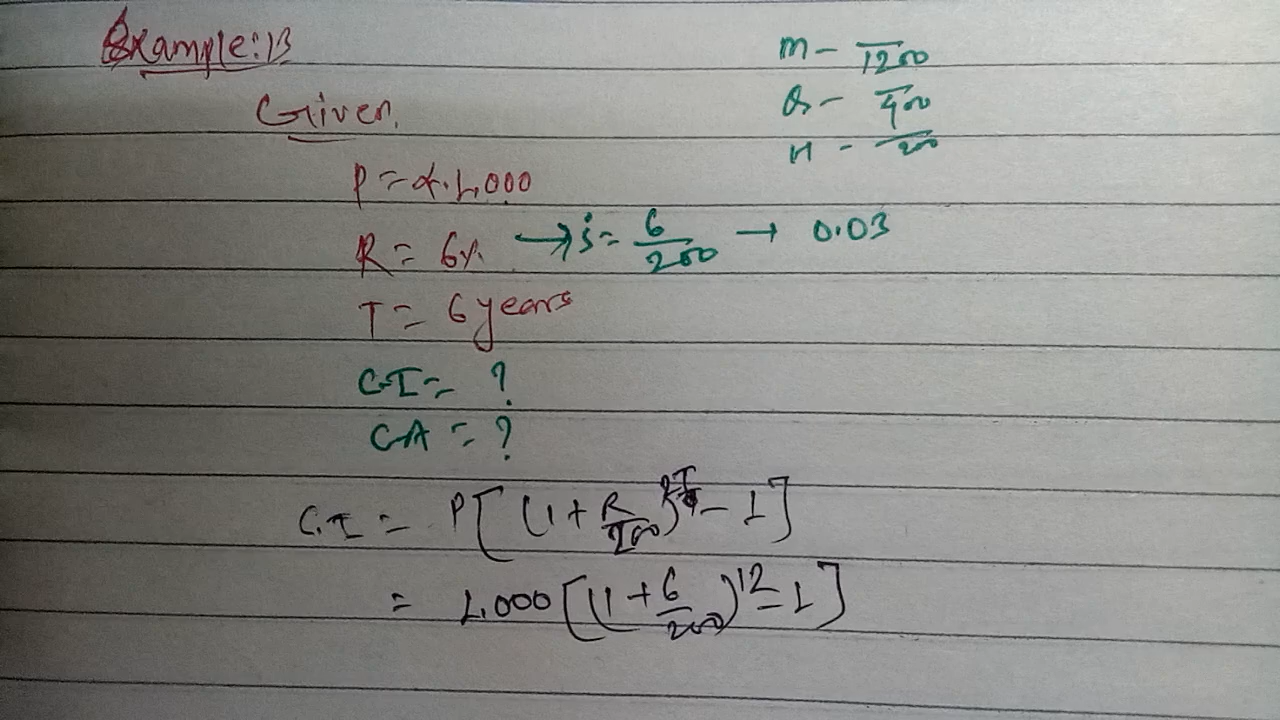 Example: 13
m - /1200
Q - /400
H - /200
Given,
P = ₹.1,000
R = 6% → i = 6/200 → 0.03
T = 6 years
C.I = ?
CA = ?
C.I = P[(1 + R/200)^2T - 1]
= 1,000[(1 + 6/200)^12 - 1]